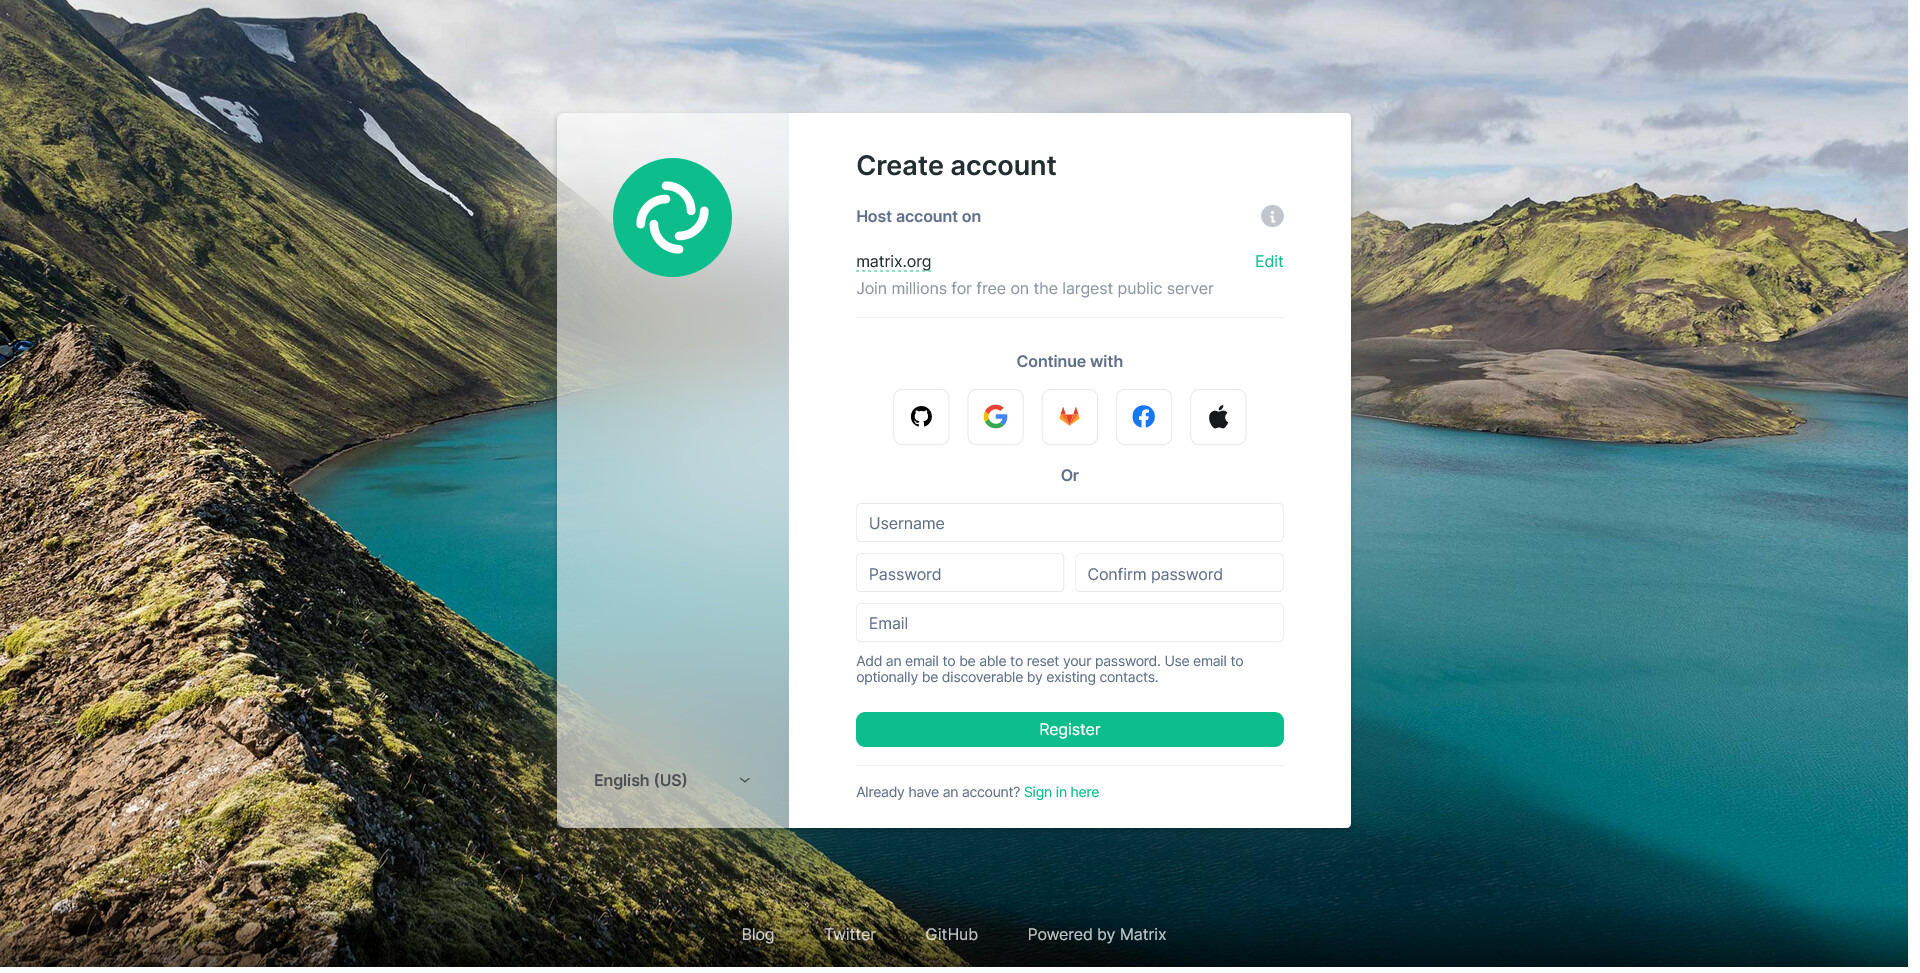 Create account
Host account on
matrix.org
Edit
Join millions for free on the largest public server
Continue with
Or
Username
Password
Confirm password
Email
Add an email to be able to reset your password. Use email to
optionally be discoverable by existing contacts.
Register
English (US)
Already have an account? Sign in here
Blog
Twitter
GitHub
Powered by Matrix